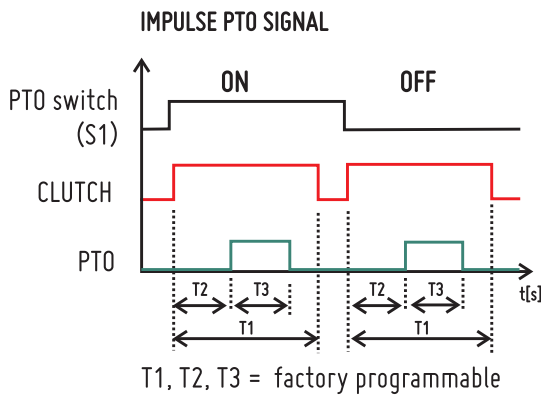 IMPULSE PTO SIGNAL
ON OFF
PTO switch
(S1)
CLUTCH
PTO
t[s]
T2 T3 T2 T3
T1 T1
T1, T2, T3 = factory programmable